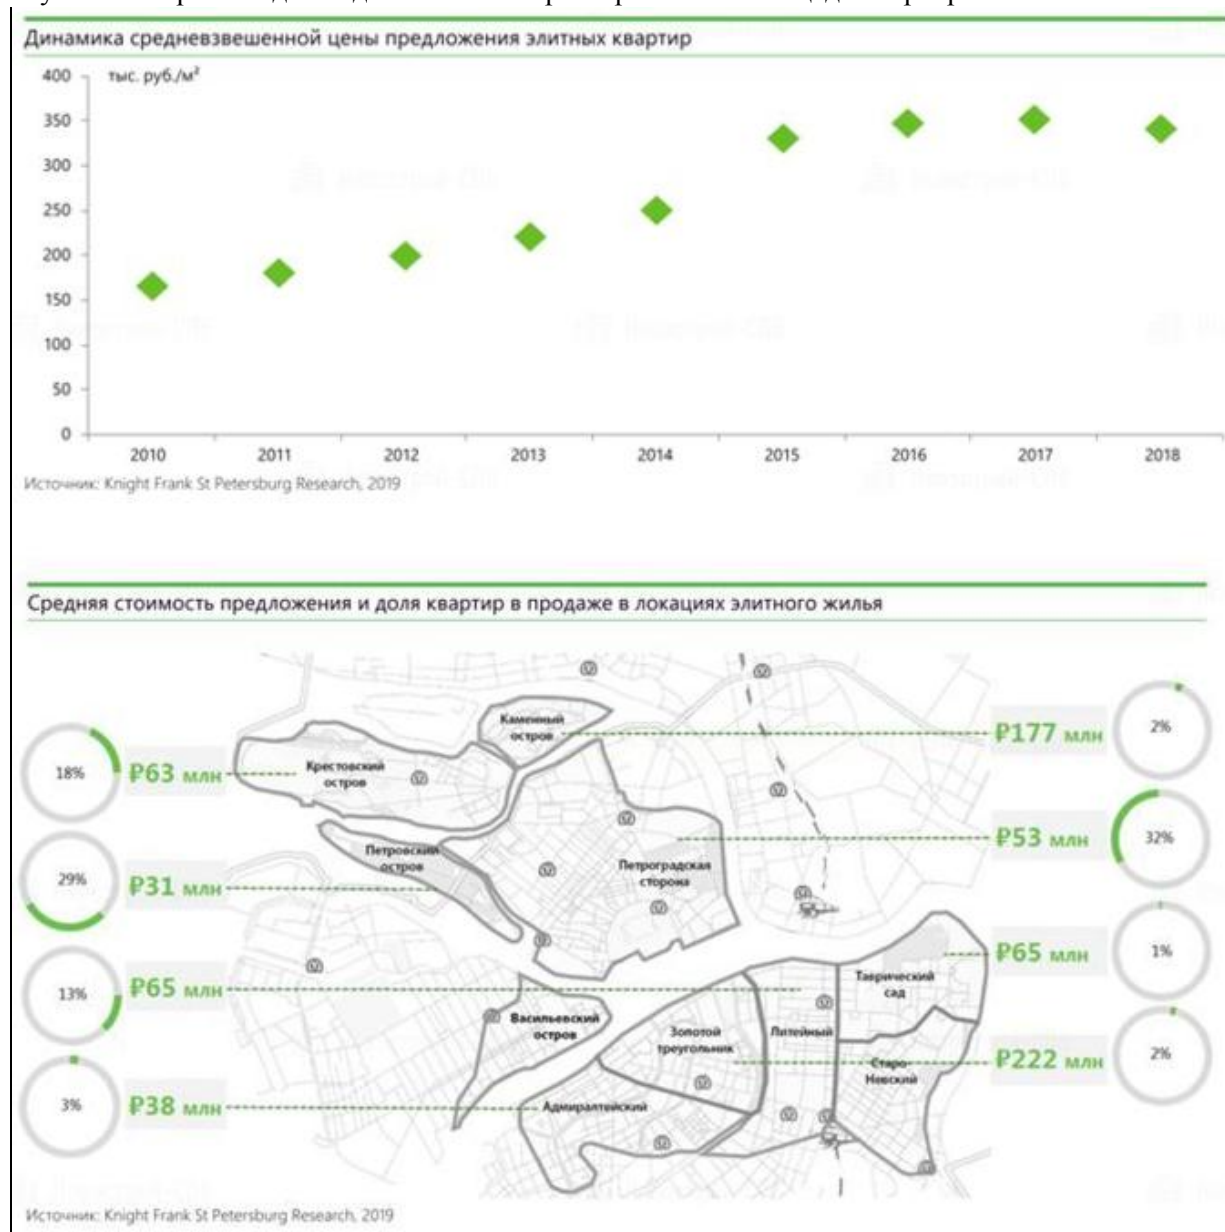 Динамика средневзвешенной цены предложения элитных квартир
тыс. руб./м²
400
350
300
250
200
150
100
50
0
2010 2011 2012 2013 2014 2015 2016 2017 2018
Источник: Knight Frank St Petersburg Research, 2019
Средняя стоимость предложения и доля квартир в продаже в локациях элитного жилья
18% ₽63 млн
29% ₽31 млн
13% ₽65 млн
3% ₽38 млн
Каменный
остров
Крестовский
остров
Петровский
остров
Петроградская
сторона
Васильевский
остров
Золотой
треугольник
Литейный
Таврический
сад
Старо-
Невский
Адмиралтейский
₽177 млн 2%
₽53 млн 32%
₽65 млн 1%
₽222 млн 2%
Источник: Knight Frank St Petersburg Research, 2019